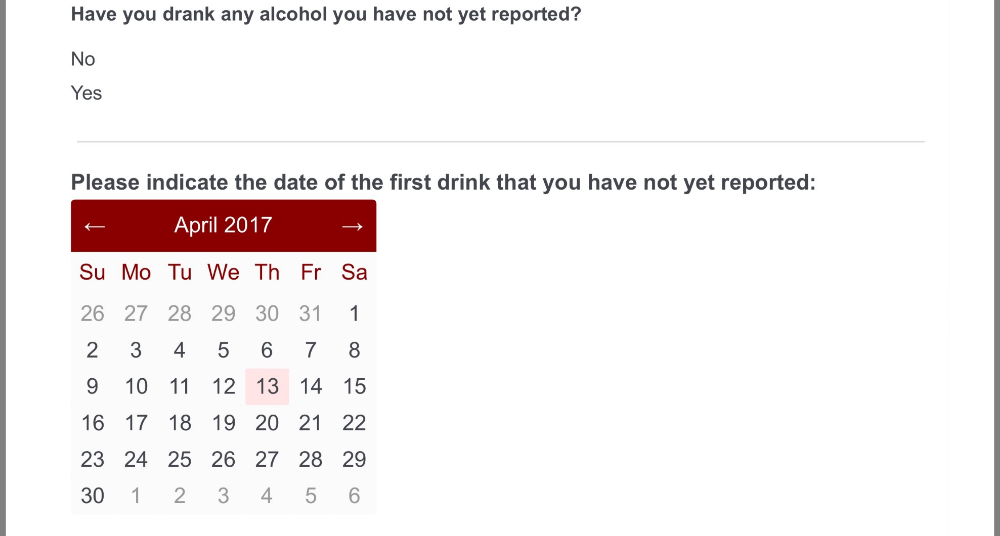 Have you drank any alcohol you have not yet reported?
No
Yes
Please indicate the date of the first drink that you have not yet reported:
← April 2017 →
Su Mo Tu We Th Fr Sa
26 27 28 29 30 31 1
2 3 4 5 6 7 8
9 10 11 12 13 14 15
16 17 18 19 20 21 22
23 24 25 26 27 28 29
30 1 2 3 4 5 6